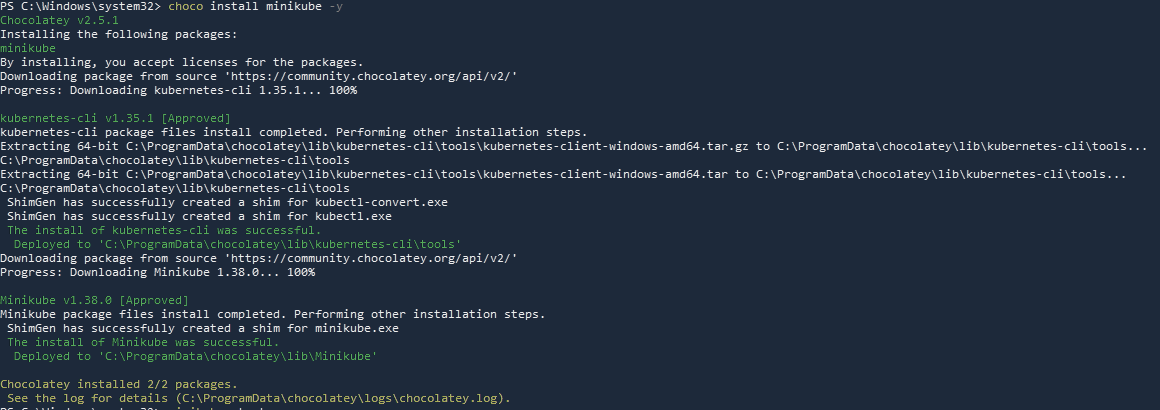 PS C:\Windows\system32> choco install minikube -y
Chocolatey v2.5.1
Installing the following packages:
minikube
By installing, you accept licenses for the packages.
Downloading package from source 'https://community.chocolatey.org/api/v2/'
Progress: Downloading kubernetes-cli 1.35.1... 100%
kubernetes-cli v1.35.1 [Approved]
kubernetes-cli package files install completed. Performing other installation steps.
Extracting 64-bit C:\ProgramData\chocolatey\lib\kubernetes-cli\tools\kubernetes-client-windows-amd64.tar.gz to C:\ProgramData\chocolatey\lib\kubernetes-cli\tools...
C:\ProgramData\chocolatey\lib\kubernetes-cli\tools
Extracting 64-bit C:\ProgramData\chocolatey\lib\kubernetes-cli\tools\kubernetes-client-windows-amd64.tar to C:\ProgramData\chocolatey\lib\kubernetes-cli\tools...
C:\ProgramData\chocolatey\lib\kubernetes-cli\tools
ShimGen has successfully created a shim for kubectl-convert.exe
ShimGen has successfully created a shim for kubectl.exe
The install of kubernetes-cli was successful.
Deployed to 'C:\ProgramData\chocolatey\lib\kubernetes-cli\tools'
Downloading package from source 'https://community.chocolatey.org/api/v2/'
Progress: Downloading Minikube 1.38.0... 100%
Minikube v1.38.0 [Approved]
Minikube package files install completed. Performing other installation steps.
ShimGen has successfully created a shim for minikube.exe
The install of Minikube was successful.
Deployed to 'C:\ProgramData\chocolatey\lib\Minikube'
Chocolatey installed 2/2 packages.
See the log for details (C:\ProgramData\chocolatey\logs\chocolatey.log).